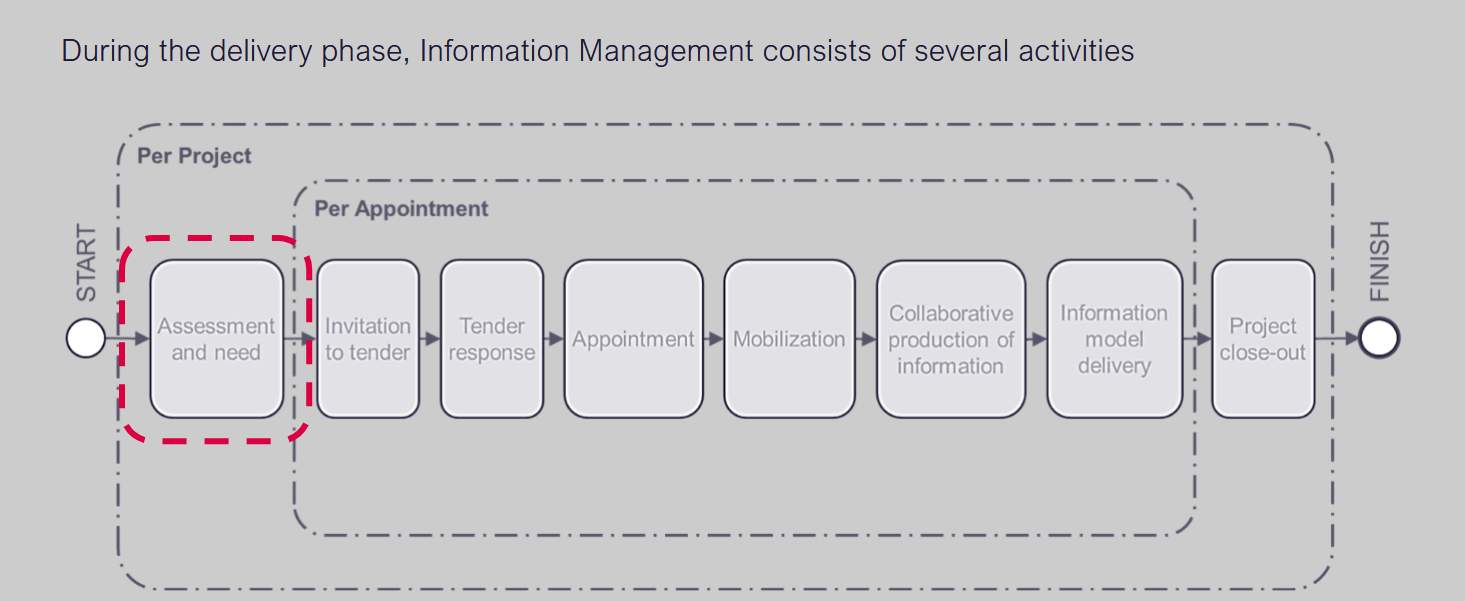 During the delivery phase, Information Management consists of several activities
Per Project
Per Appointment
START
Assessment
and need
Invitation
to tender
Tender
response
Appointment
Mobilization
Collaborative
production of
information
Information
model
delivery
Project
close-out
FINISH